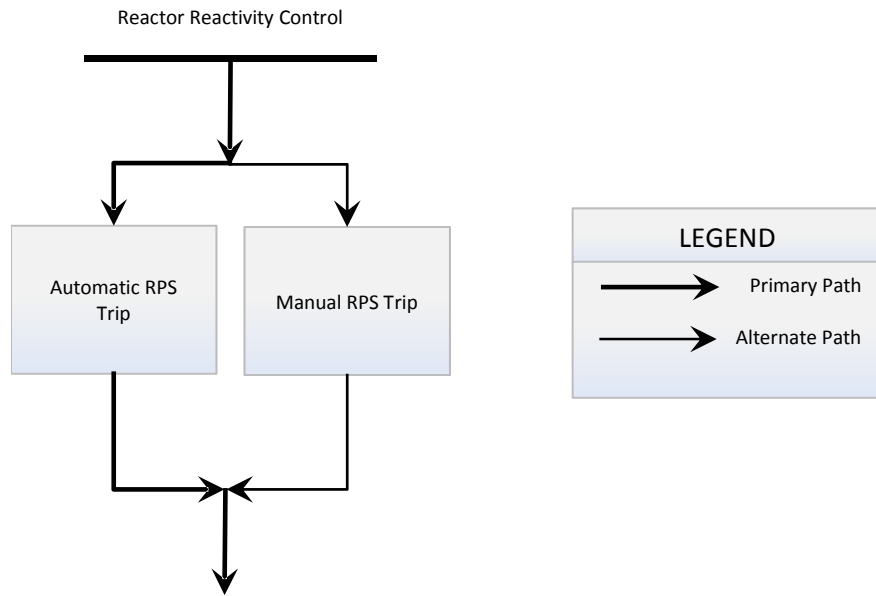 Reactor Reactivity Control
Automatic RPS
Trip
Manual RPS Trip
LEGEND
Primary Path
Alternate Path